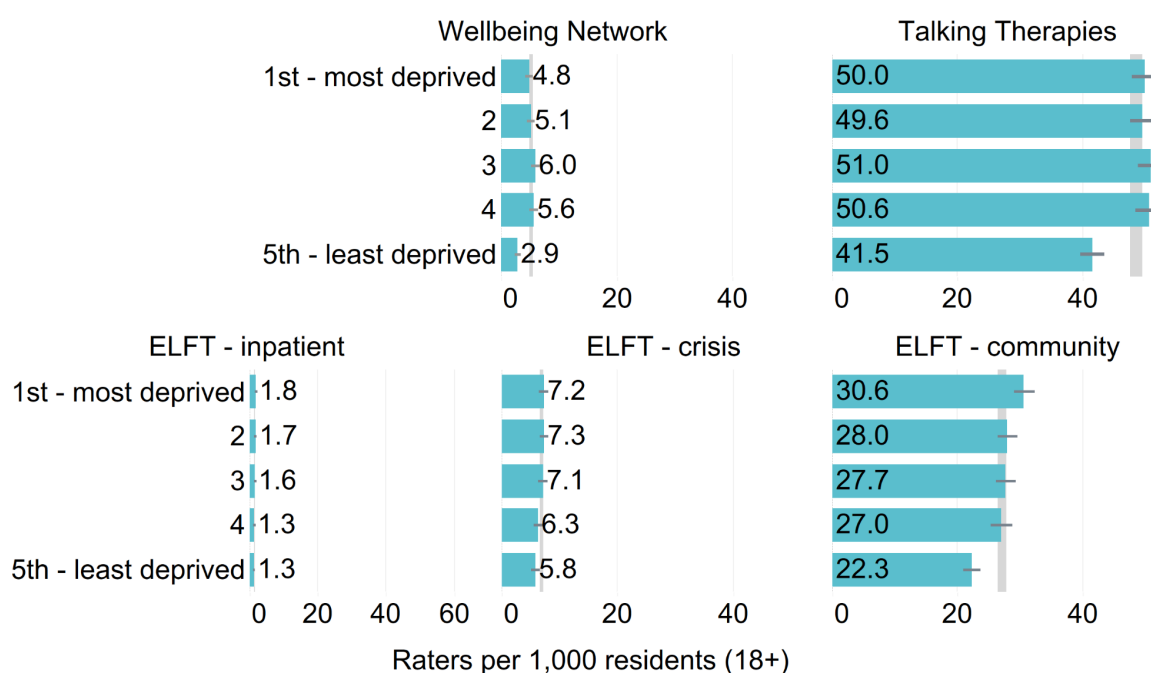 Wellbeing Network
Talking Therapies
1st - most deprived 4.8 50.0
2 5.1 49.6
3 6.0 51.0
4 5.6 50.6
5th - least deprived 2.9 41.5
0 20 40 0 20 40
ELFT - inpatient ELFT - crisis ELFT - community
1st - most deprived 1.8 7.2 30.6
2 1.7 7.3 28.0
3 1.6 7.1 27.7
4 1.3 6.3 27.0
5th - least deprived 1.3 5.8 22.3
0 20 40 60 0 20 40 0 20 40
Raters per 1,000 residents (18+)